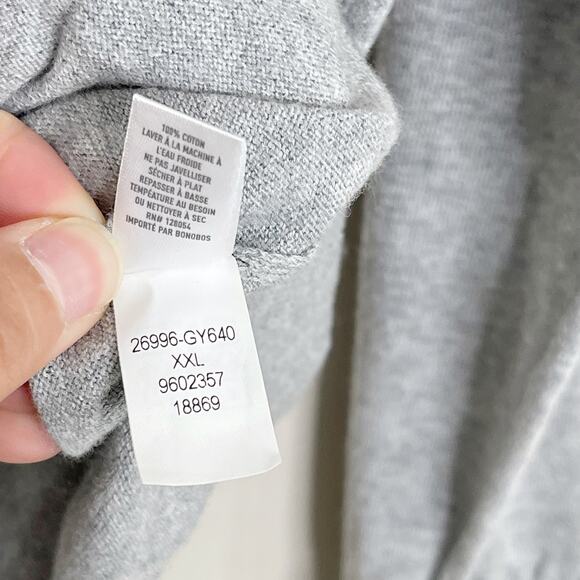 100% COTON
LAVER À LA MACHINE À
L'EAU FROIDE
NE PAS JAVELLISER
SÉCHER À PLAT
REPASSER À BASSE
TEMPÉRATURE AU BESOIN
OU NETTOYER À SEC
RN# 128054
IMPORTÉ PAR BONOBOS
26996-GY640
XXL
9602357
18869